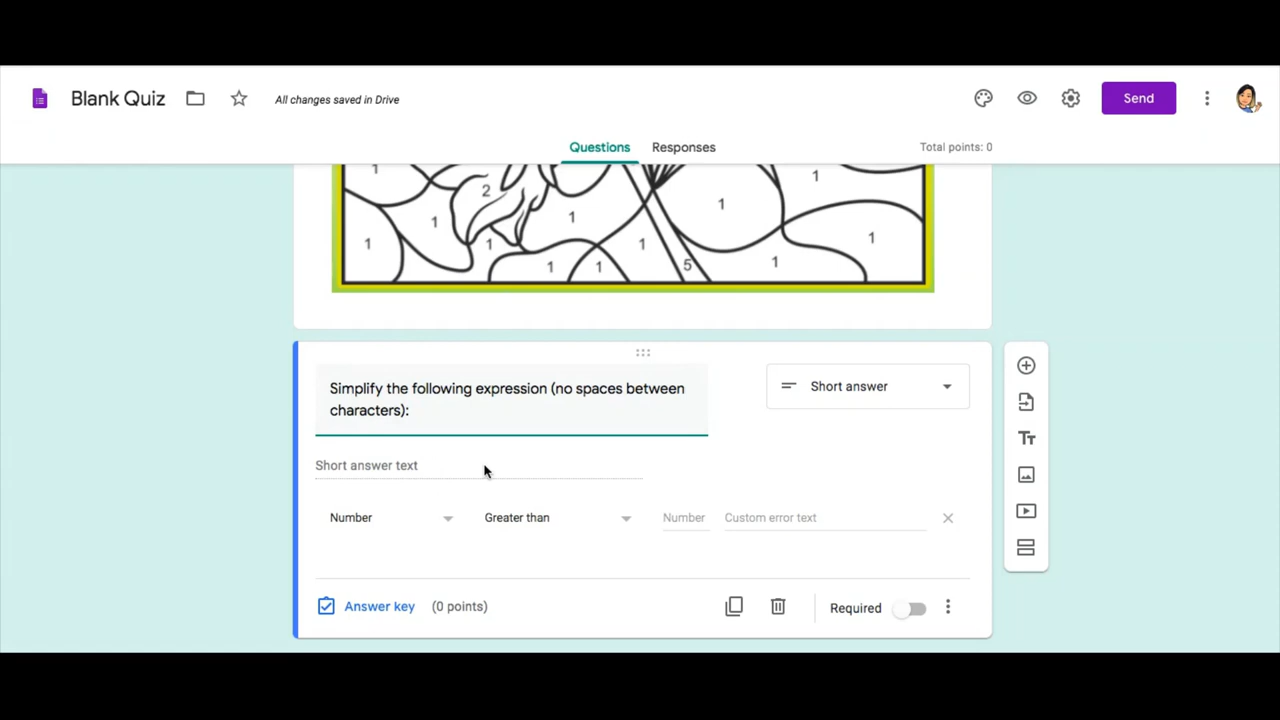 Blank Quiz
All changes saved in Drive
Send
Questions
Responses
Total points: 0
1
2
1
1
1
1
1
1
1
1
1
5
1
1
Simplify the following expression (no spaces between
characters):
Short answer
Short answer text
Number
Greater than
Number
Custom error text
Answer key
(0 points)
Required
Tт